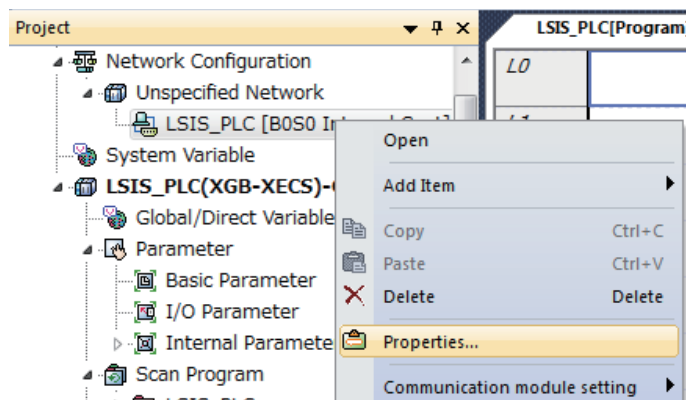 Project
LSIS_PLC[Program]
Network Configuration
L0
Unspecified Network
LSIS_PLC [B0S0
Open
System Variable
Add Item
LSIS_PLC(XGB-XECS)-
Global/Direct Variable
Copy Ctrl+C
Parameter
Paste Ctrl+V
Basic Parameter
Delete Delete
I/O Parameter
Internal Paramete
Properties...
Scan Program
Communication module setting